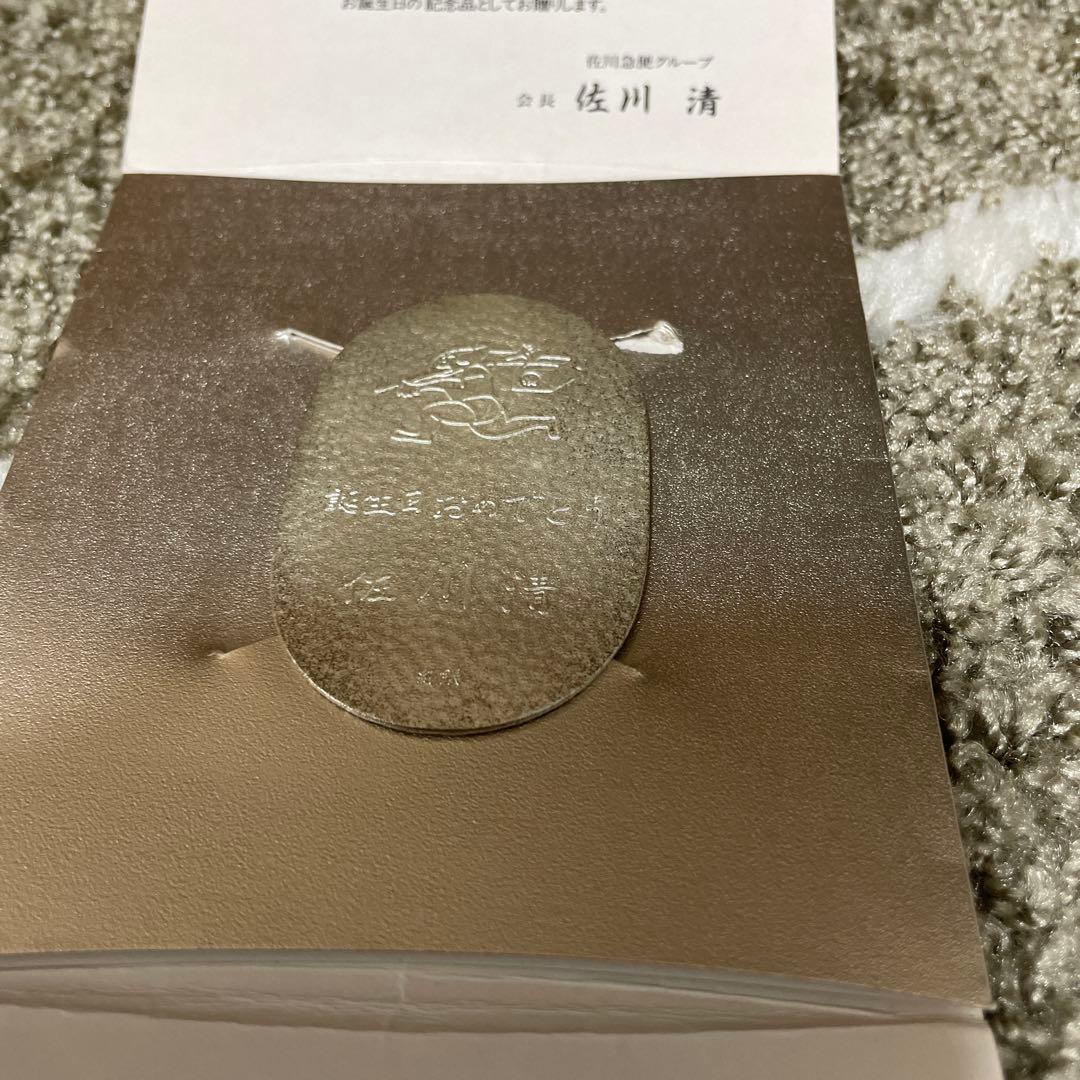 お誕生日の記念品としてお贈りします。
佐川急便グループ
会長 佐川 清
誕生日おめでとう
佐川清